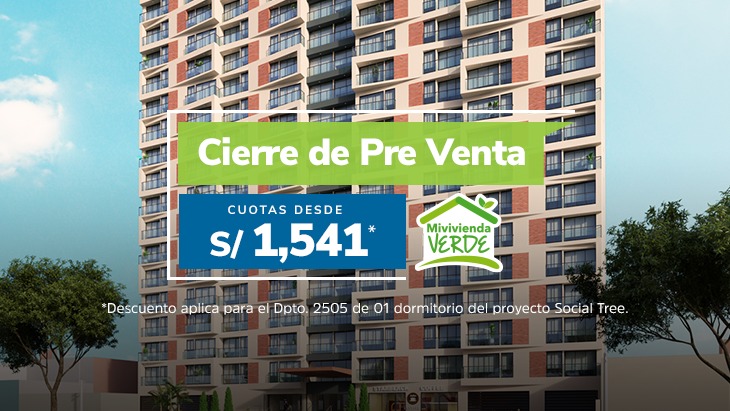 Cierre de Pre Venta
CUOTAS DESDE
S/ 1,541*
Mivivienda
VERDE
*Descuento aplica para el Dpto. 2505 de 01 dormitorio del proyecto Social Tree.